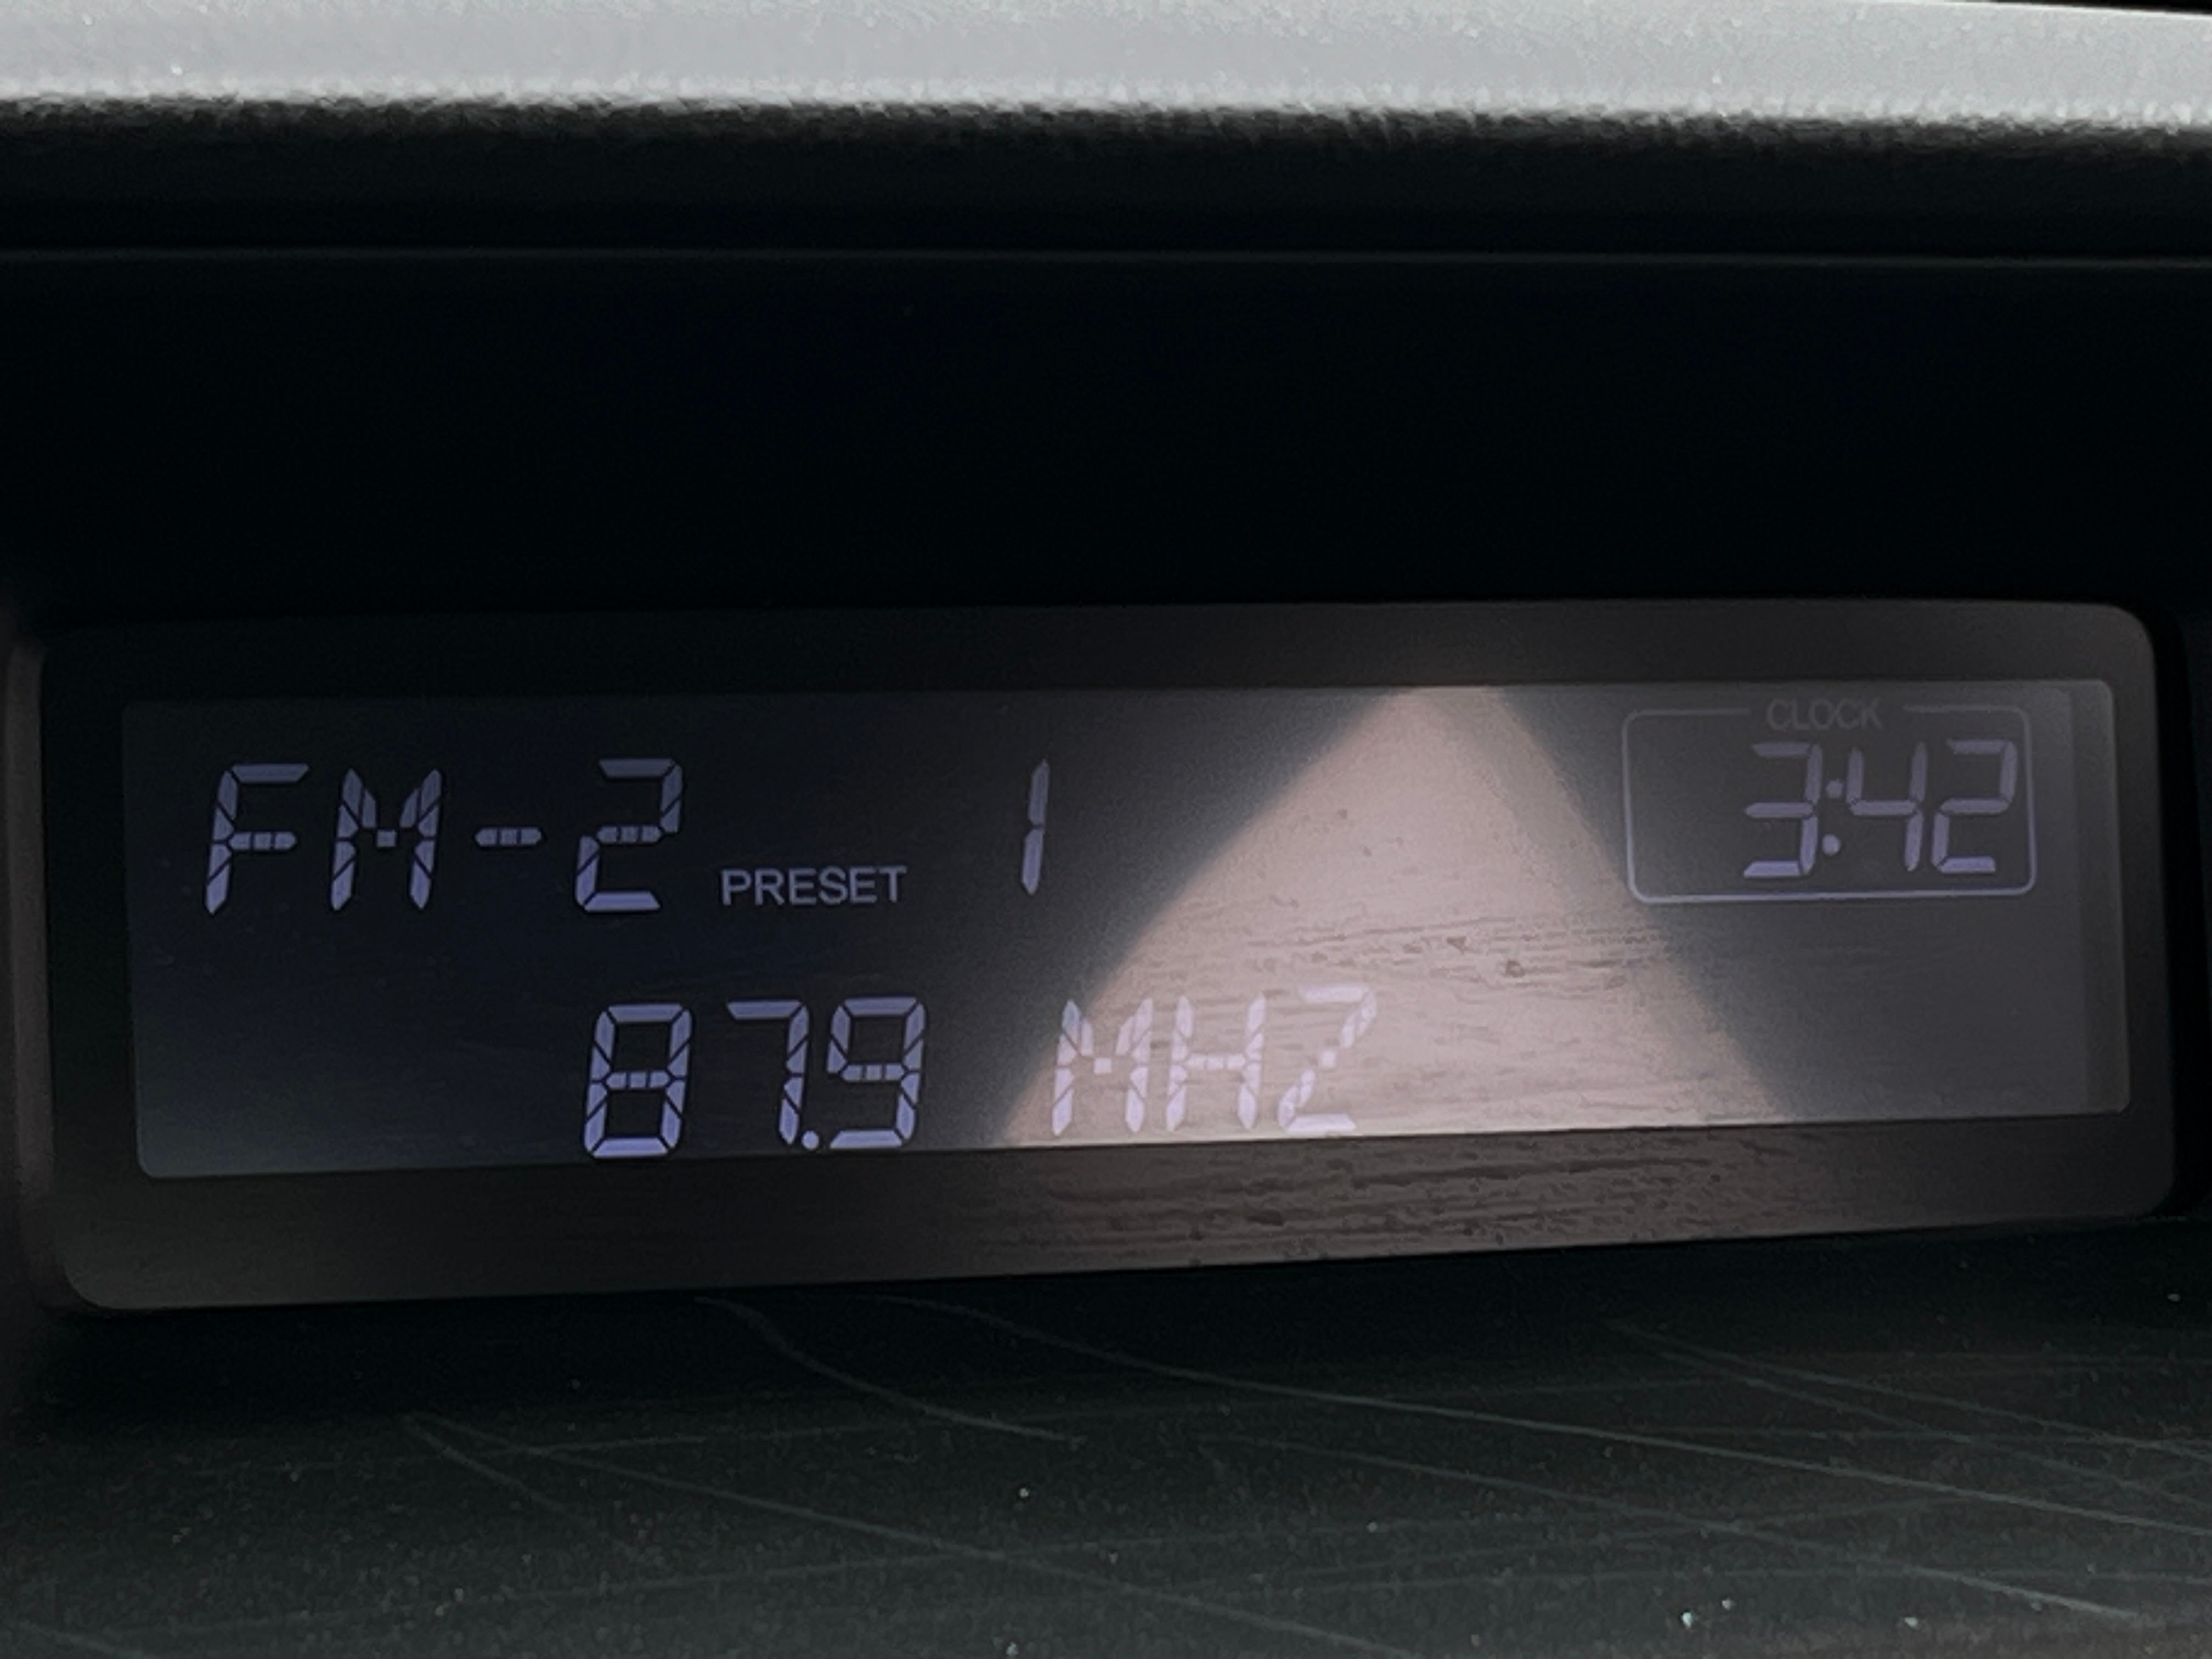 CLOCK
FM-2 PRESET 1 3:42
87.9 MHZ